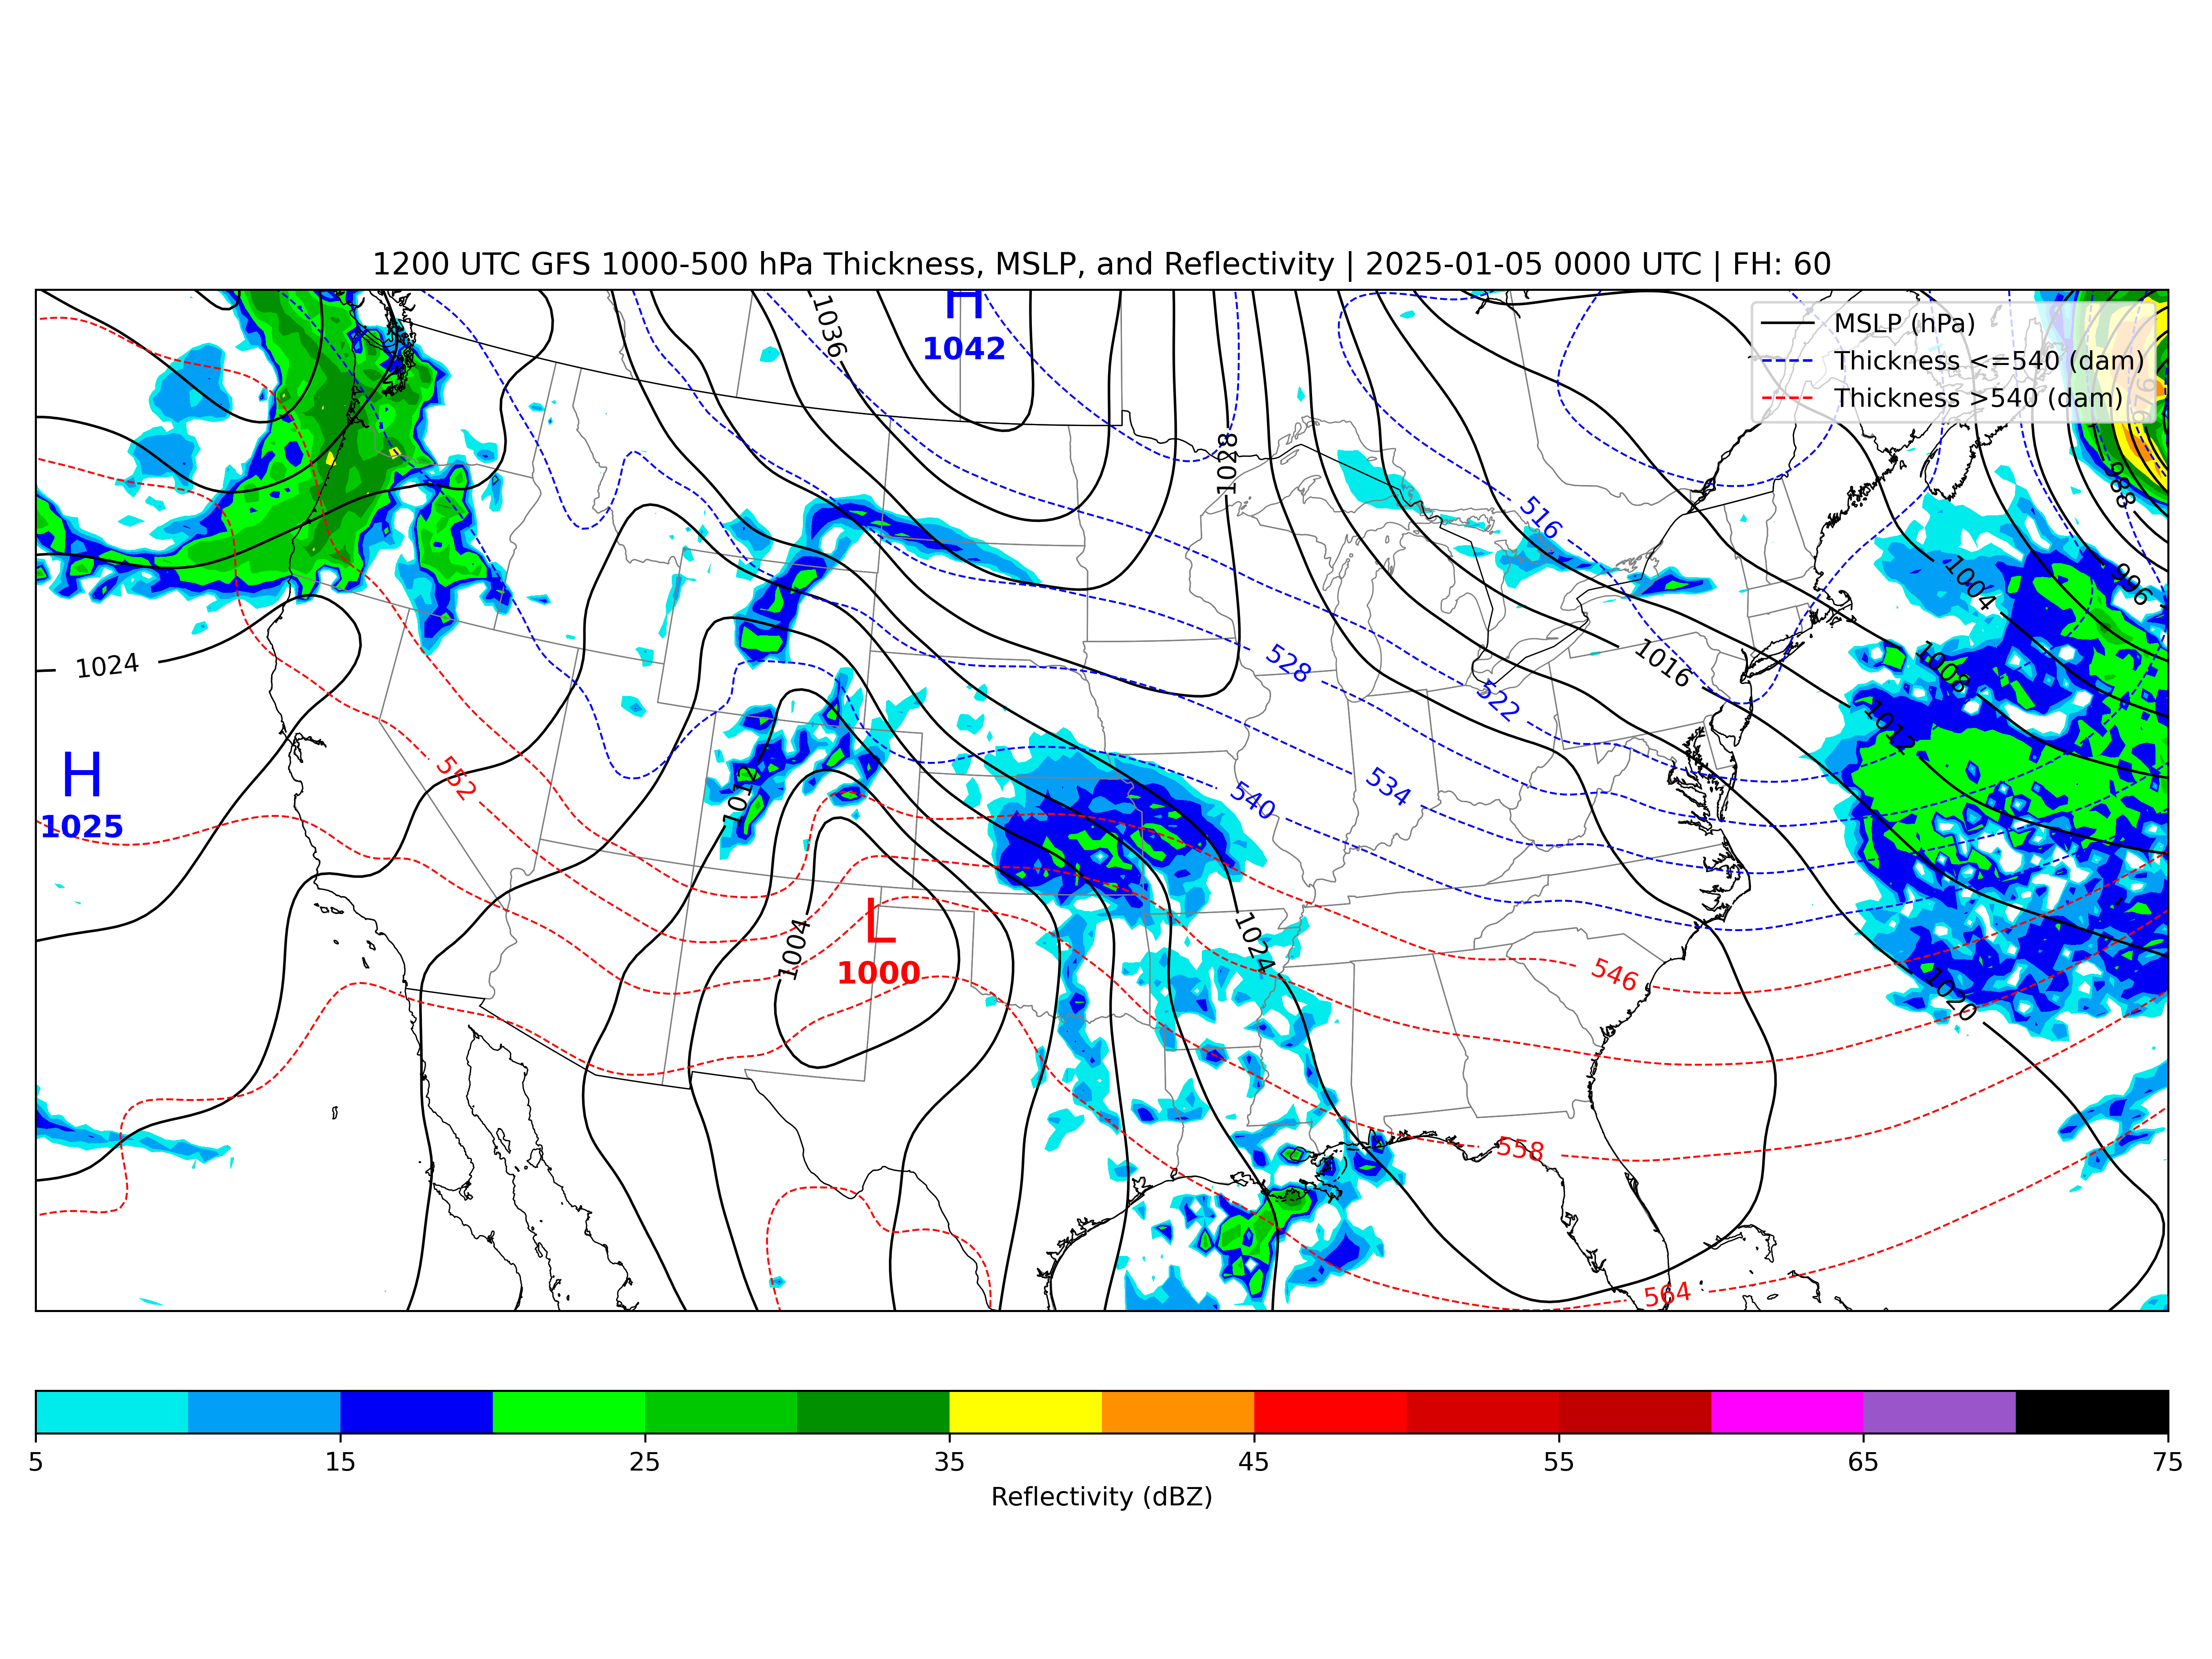 1200 UTC GFS 1000-500 hPa Thickness, MSLP, and Reflectivity | 2025-01-05 0000 UTC | FH: 60
MSLP (hPa)
Thickness <=540 (dam)
Thickness >540 (dam)
H
1042
1036
976
1028
988
516
1004
996
1024
528
1016
1008
522
1012
H
1025
552
1012
540
534
L
1000
1004
1024
546
1020
558
564
5 15 25 35 45 55 65 75
Reflectivity (dBZ)